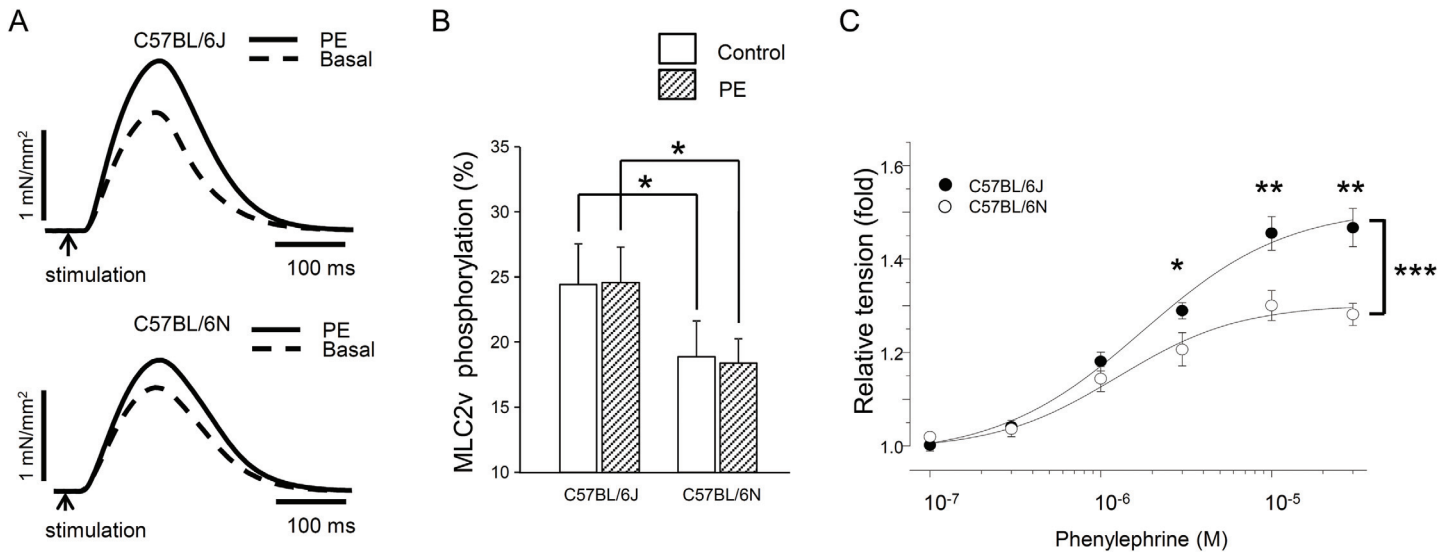 A
C57BL/6J
PE
Basal
1 mN/mm²
stimulation
100 ms
C57BL/6N
PE
Basal
1 mN/mm²
stimulation
100 ms
B
Control
PE
MLC2v phosphorylation (%)
35
30
25
20
15
10
*
*
C57BL/6J C57BL/6N
C
Relative tension (fold)
1.6
1.4
1.2
1.0
C57BL/6J
C57BL/6N
*
**
**
***
10⁻⁷ 10⁻⁶ 10⁻⁵
Phenylephrine (M)